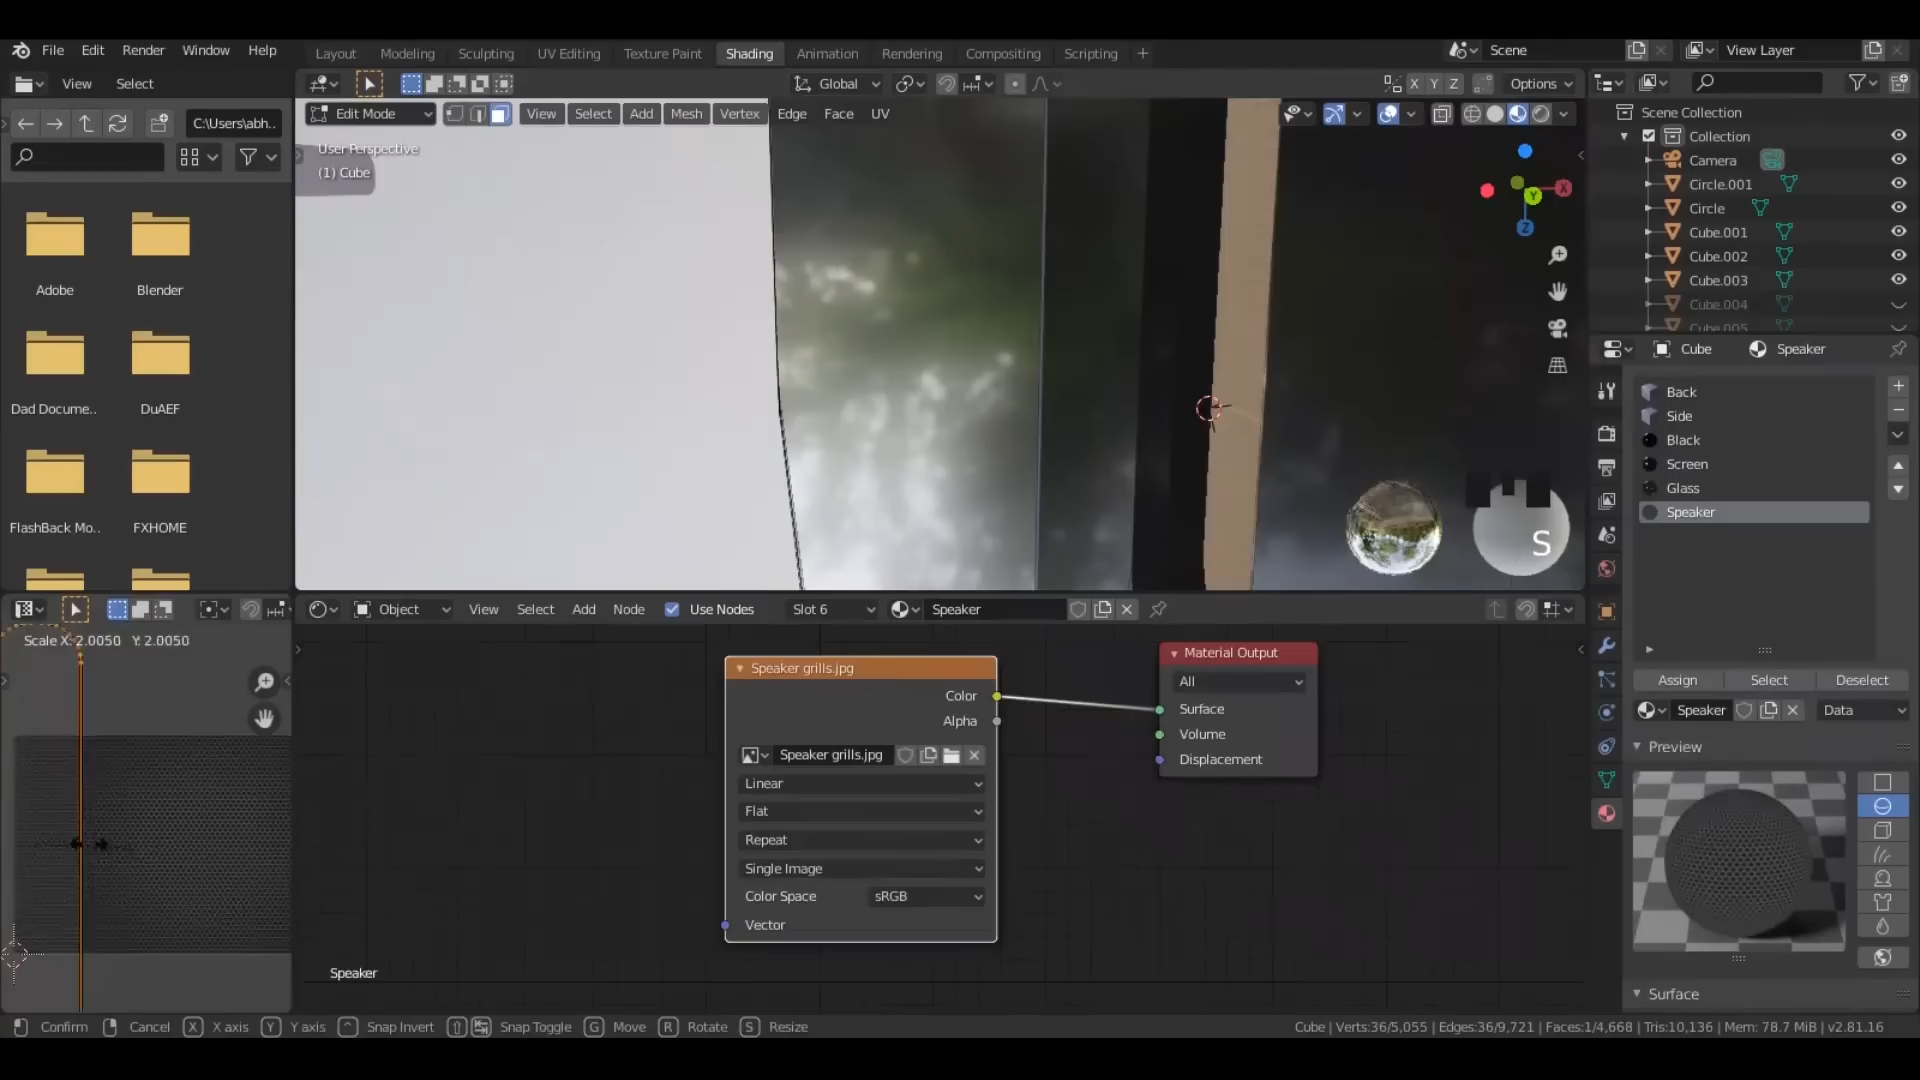 File Edit Render Window Help
Layout Modeling Sculpting UV Editing Texture Paint Shading Animation Rendering Compositing Scripting +
Scene
View Layer
View Select
Global
X Y Z
Options
C:\Users\abh..
Edit Mode
View Select Add Mesh Vertex Edge Face UV
User Perspective
(1) Cube
X
Y
Z
S
Adobe
Blender
Dad Docume..
DuAEF
FlashBack Mo..
FXHOME
Scene Collection
Collection
Camera
Circle.001
Circle
Cube.001
Cube.002
Cube.003
Cube.004
Cube.005
Cube
Speaker
Back
Side
Black
Screen
Glass
Speaker
Assign Select Deselect
Speaker
Data
Preview
Surface
Object
View Select Add Node
Use Nodes
Slot 6
Speaker
Scale X: 2.0050 Y: 2.0050
Speaker grills.jpg
Color
Alpha
Speaker grills.jpg
Linear
Flat
Repeat
Single Image
Color Space
sRGB
Vector
Material Output
All
Surface
Volume
Displacement
Speaker
Confirm Cancel X X axis Y Y axis ^ Snap Invert Snap Toggle G Move R Rotate S Resize
Cube | Verts:36/5,055 | Edges:36/9,721 | Faces:1/4,668 | Tris:10,136 | Mem: 78.7 MiB | v2.81.16